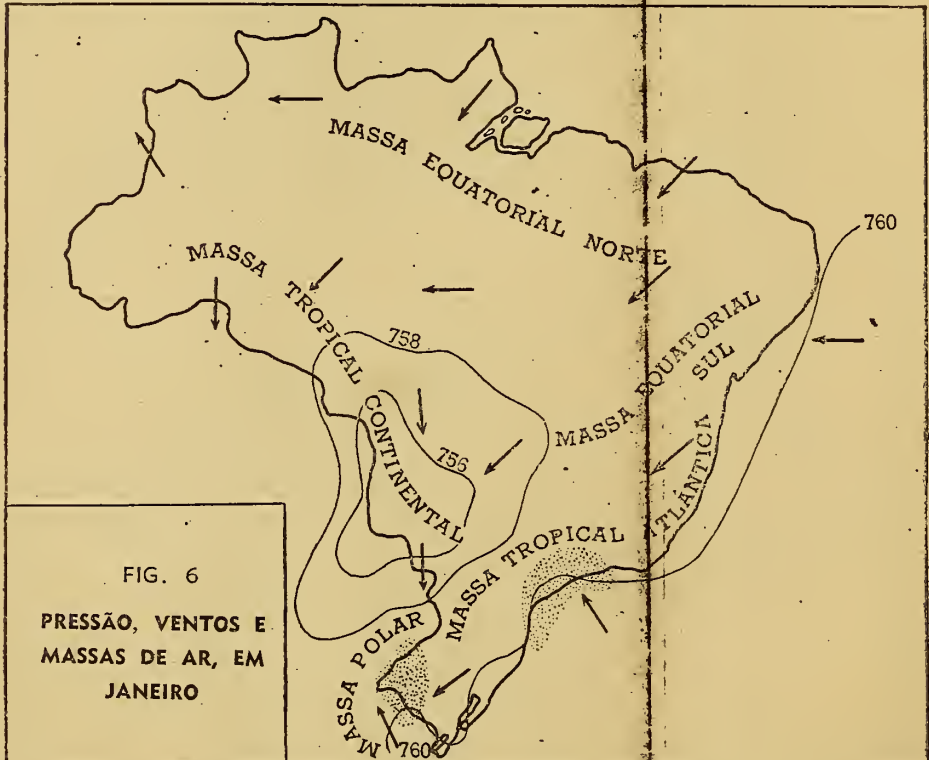 MASSA EQUATORIAL NORTE
760
MASSA TROPICAL CONTINENTAL
758
MASSA EQUATORIAL
SUL
756
MASSA TROPICAL ATLÂNTICA
MASSA POLAR
760
FIG. 6
PRESSÃO, VENTOS E
MASSAS DE AR, EM
JANEIRO